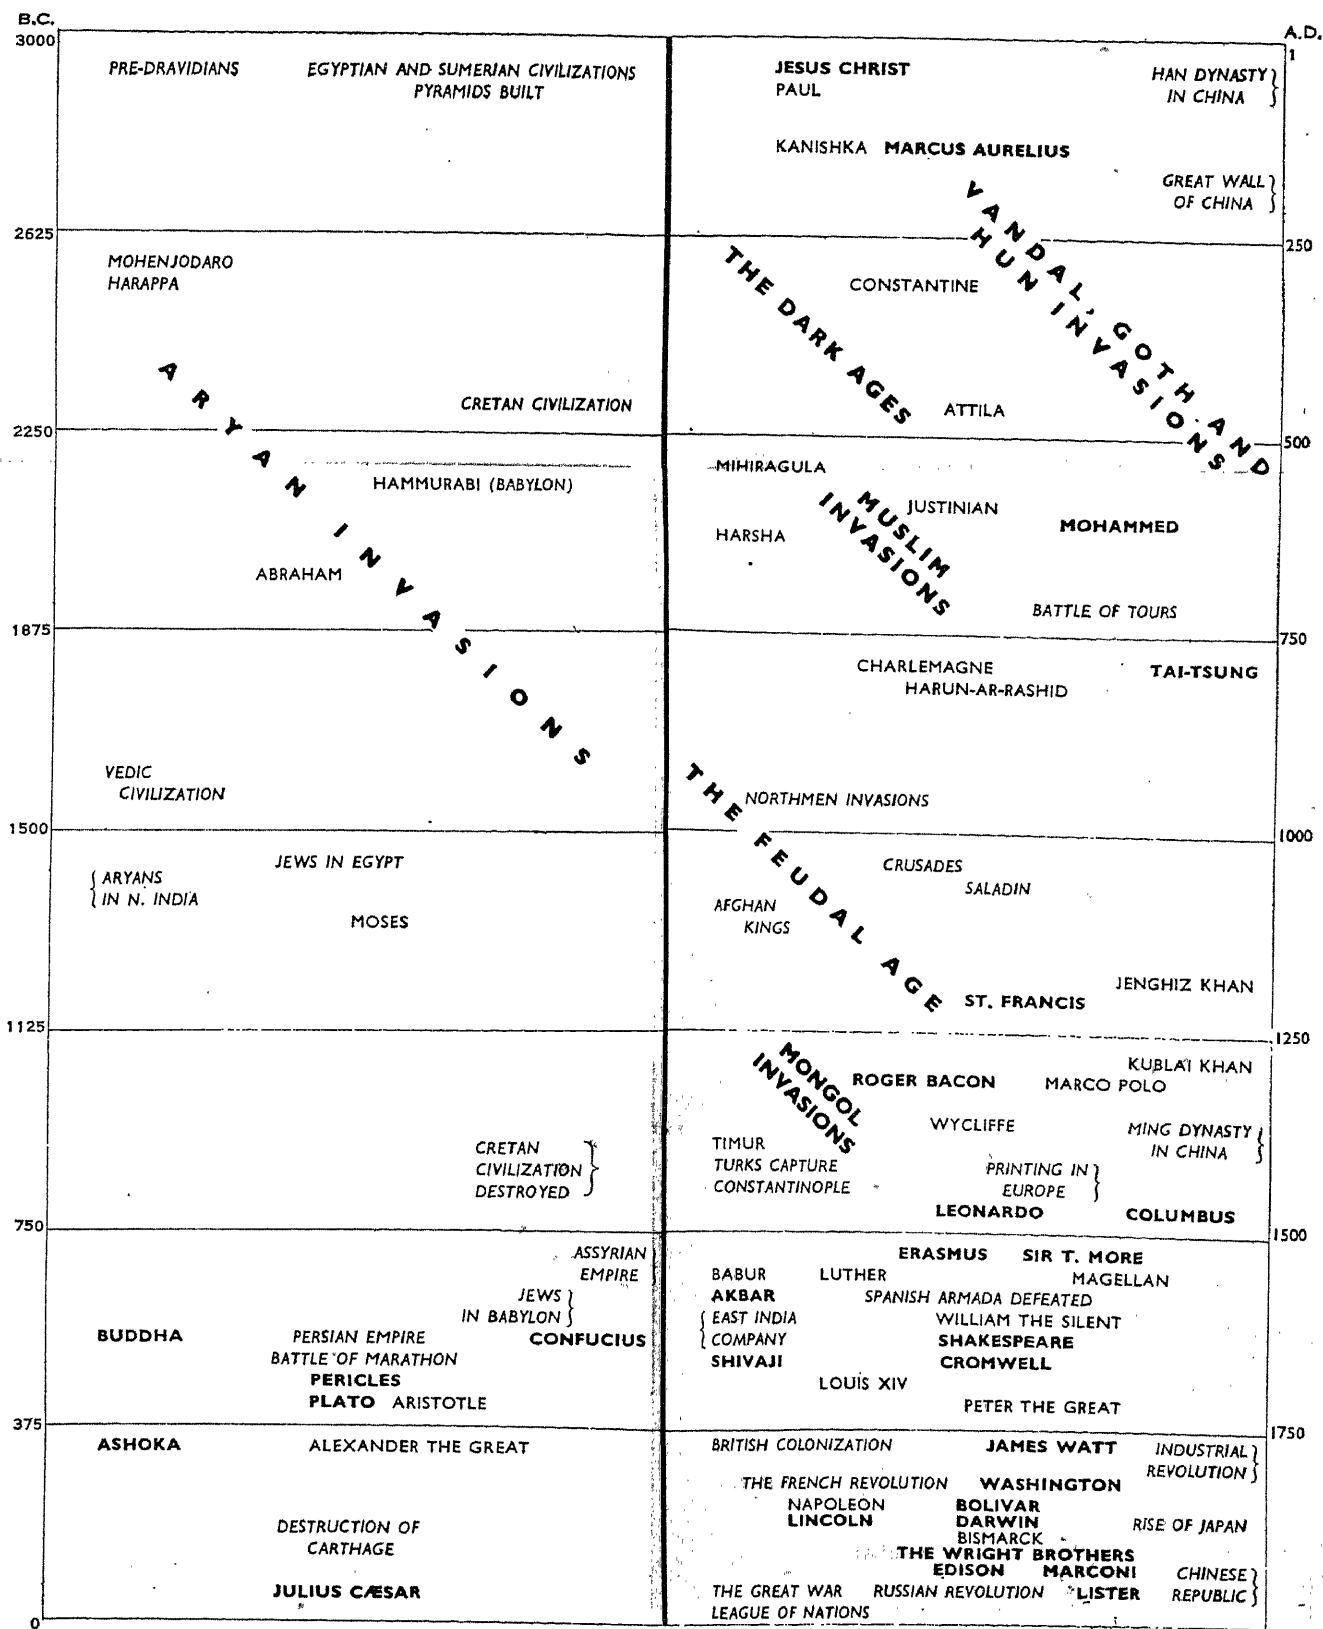 B.C.
3000
PRE-DRAVIDIANS
EGYPTIAN AND SUMERIAN CIVILIZATIONS
PYRAMIDS BUILT
2625
MOHENJODARO
HARAPPA
ARYAN INVASIONS
CRETAN CIVILIZATION
2250
HAMMURABI (BABYLON)
ABRAHAM
1875
VEDIC
CIVILIZATION
1500
JEWS IN EGYPT
ARYANS
IN N. INDIA
MOSES
1125
CRETAN
CIVILIZATION
DESTROYED
750
ASSYRIAN
EMPIRE
JEWS
IN BABYLON
BUDDHA
PERSIAN EMPIRE
CONFUCIUS
BATTLE OF MARATHON
PERICLES
PLATO ARISTOTLE
375
ASHOKA
ALEXANDER THE GREAT
DESTRUCTION OF
CARTHAGE
JULIUS CÆSAR
0
A.D.
1
JESUS CHRIST
PAUL
HAN DYNASTY
IN CHINA
KANISHKA MARCUS AURELIUS
GREAT WALL
OF CHINA
VANDAL, GOTH AND
HUN INVASIONS
250
THE DARK AGES
CONSTANTINE
ATTILA
500
MIHIRAGULA
MUSLIM
INVASIONS
JUSTINIAN
MOHAMMED
HARSHA
BATTLE OF TOURS
750
CHARLEMAGNE
TAI-TSUNG
HARUN-AR-RASHID
THE FEUDAL AGE
NORTHMEN INVASIONS
1000
CRUSADES
SALADIN
AFGHAN
KINGS
JENGHIZ KHAN
ST. FRANCIS
1250
MONGOL
INVASIONS
KUBLAI KHAN
ROGER BACON
MARCO POLO
WYCLIFFE
MING DYNASTY
IN CHINA
TIMUR
TURKS CAPTURE
CONSTANTINOPLE
PRINTING IN
EUROPE
LEONARDO
COLUMBUS
1500
ERASMUS SIR T. MORE
BABUR LUTHER MAGELLAN
AKBAR SPANISH ARMADA DEFEATED
EAST INDIA WILLIAM THE SILENT
COMPANY SHAKESPEARE
SHIVAJI CROMWELL
LOUIS XIV
PETER THE GREAT
1750
BRITISH COLONIZATION JAMES WATT INDUSTRIAL
REVOLUTION
THE FRENCH REVOLUTION WASHINGTON
NAPOLEON BOLIVAR
LINCOLN DARWIN RISE OF JAPAN
BISMARCK
THE WRIGHT BROTHERS
EDISON MARCONI CHINESE
THE GREAT WAR RUSSIAN REVOLUTION LISTER REPUBLIC
LEAGUE OF NATIONS